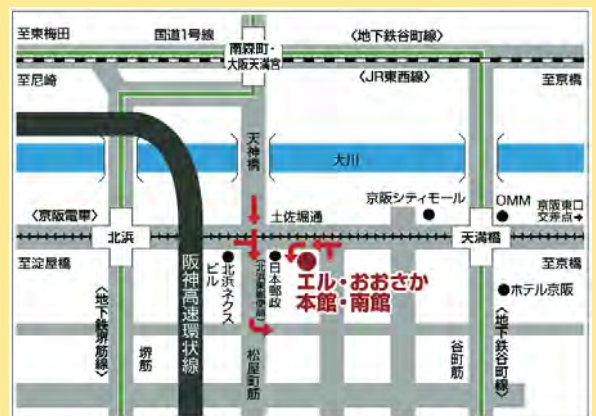 至東梅田
国道1号線
〈地下鉄谷町線〉
南森町・
大阪天満宮
至尼崎
〈JR東西線〉
至京橋
天神橋
大川
京阪シティモール
OMM
京阪東口
交差点→
〈京阪電車〉
土佐堀通
北浜
天満橋
至淀屋橋
至京橋
阪神高速環状線
北浜ネクス
ビル
(北浜東郵便局)
日本郵政
エル・おおさか
本館・南館
ホテル京阪
〈地下鉄堺筋線〉
堺筋
松屋町筋
谷町筋
〈地下鉄谷町線〉